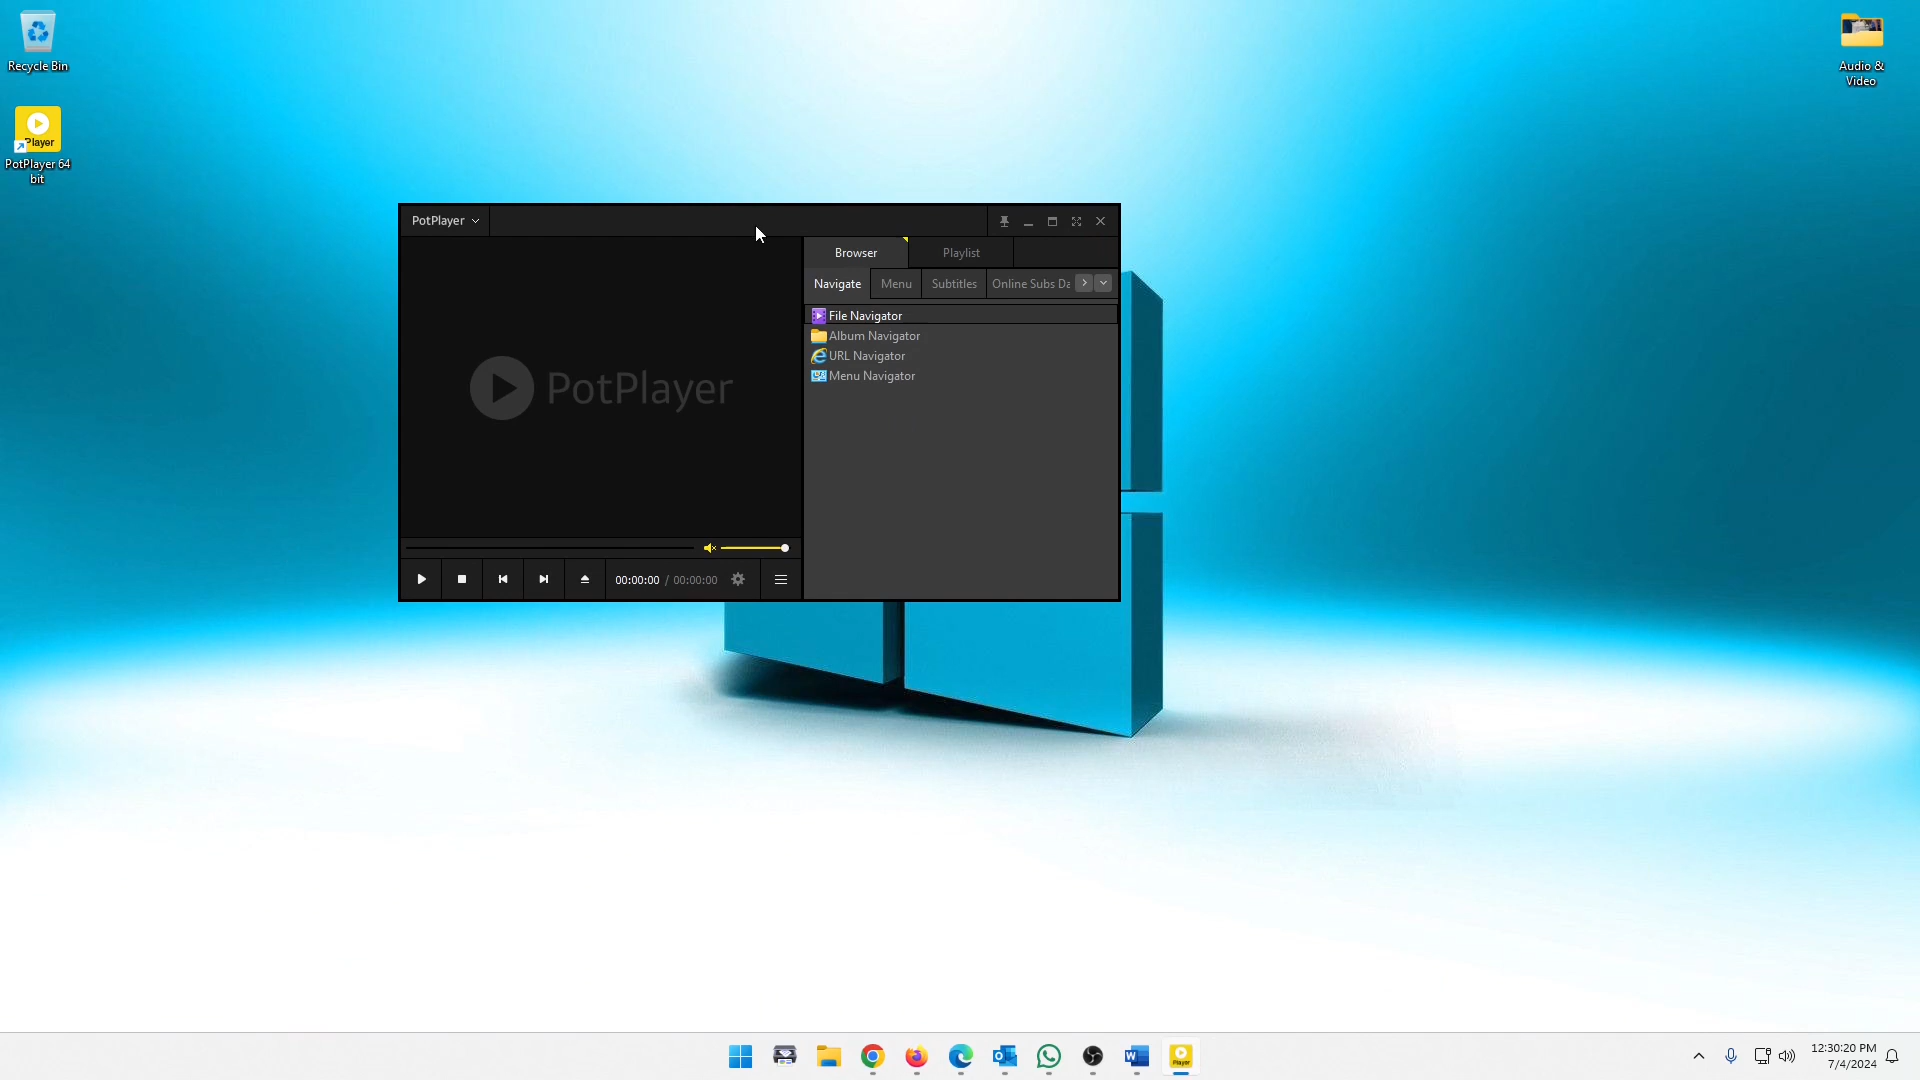 Recycle Bin
Player
PotPlayer 64
bit
Audio &
Video
PotPlayer
Browser
Playlist
Navigate
Menu
Subtitles
Online Subs Da
File Navigator
Album Navigator
URL Navigator
Menu Navigator
PotPlayer
00:00:00 / 00:00:00
Player
12:30:20 PM
7/4/2024